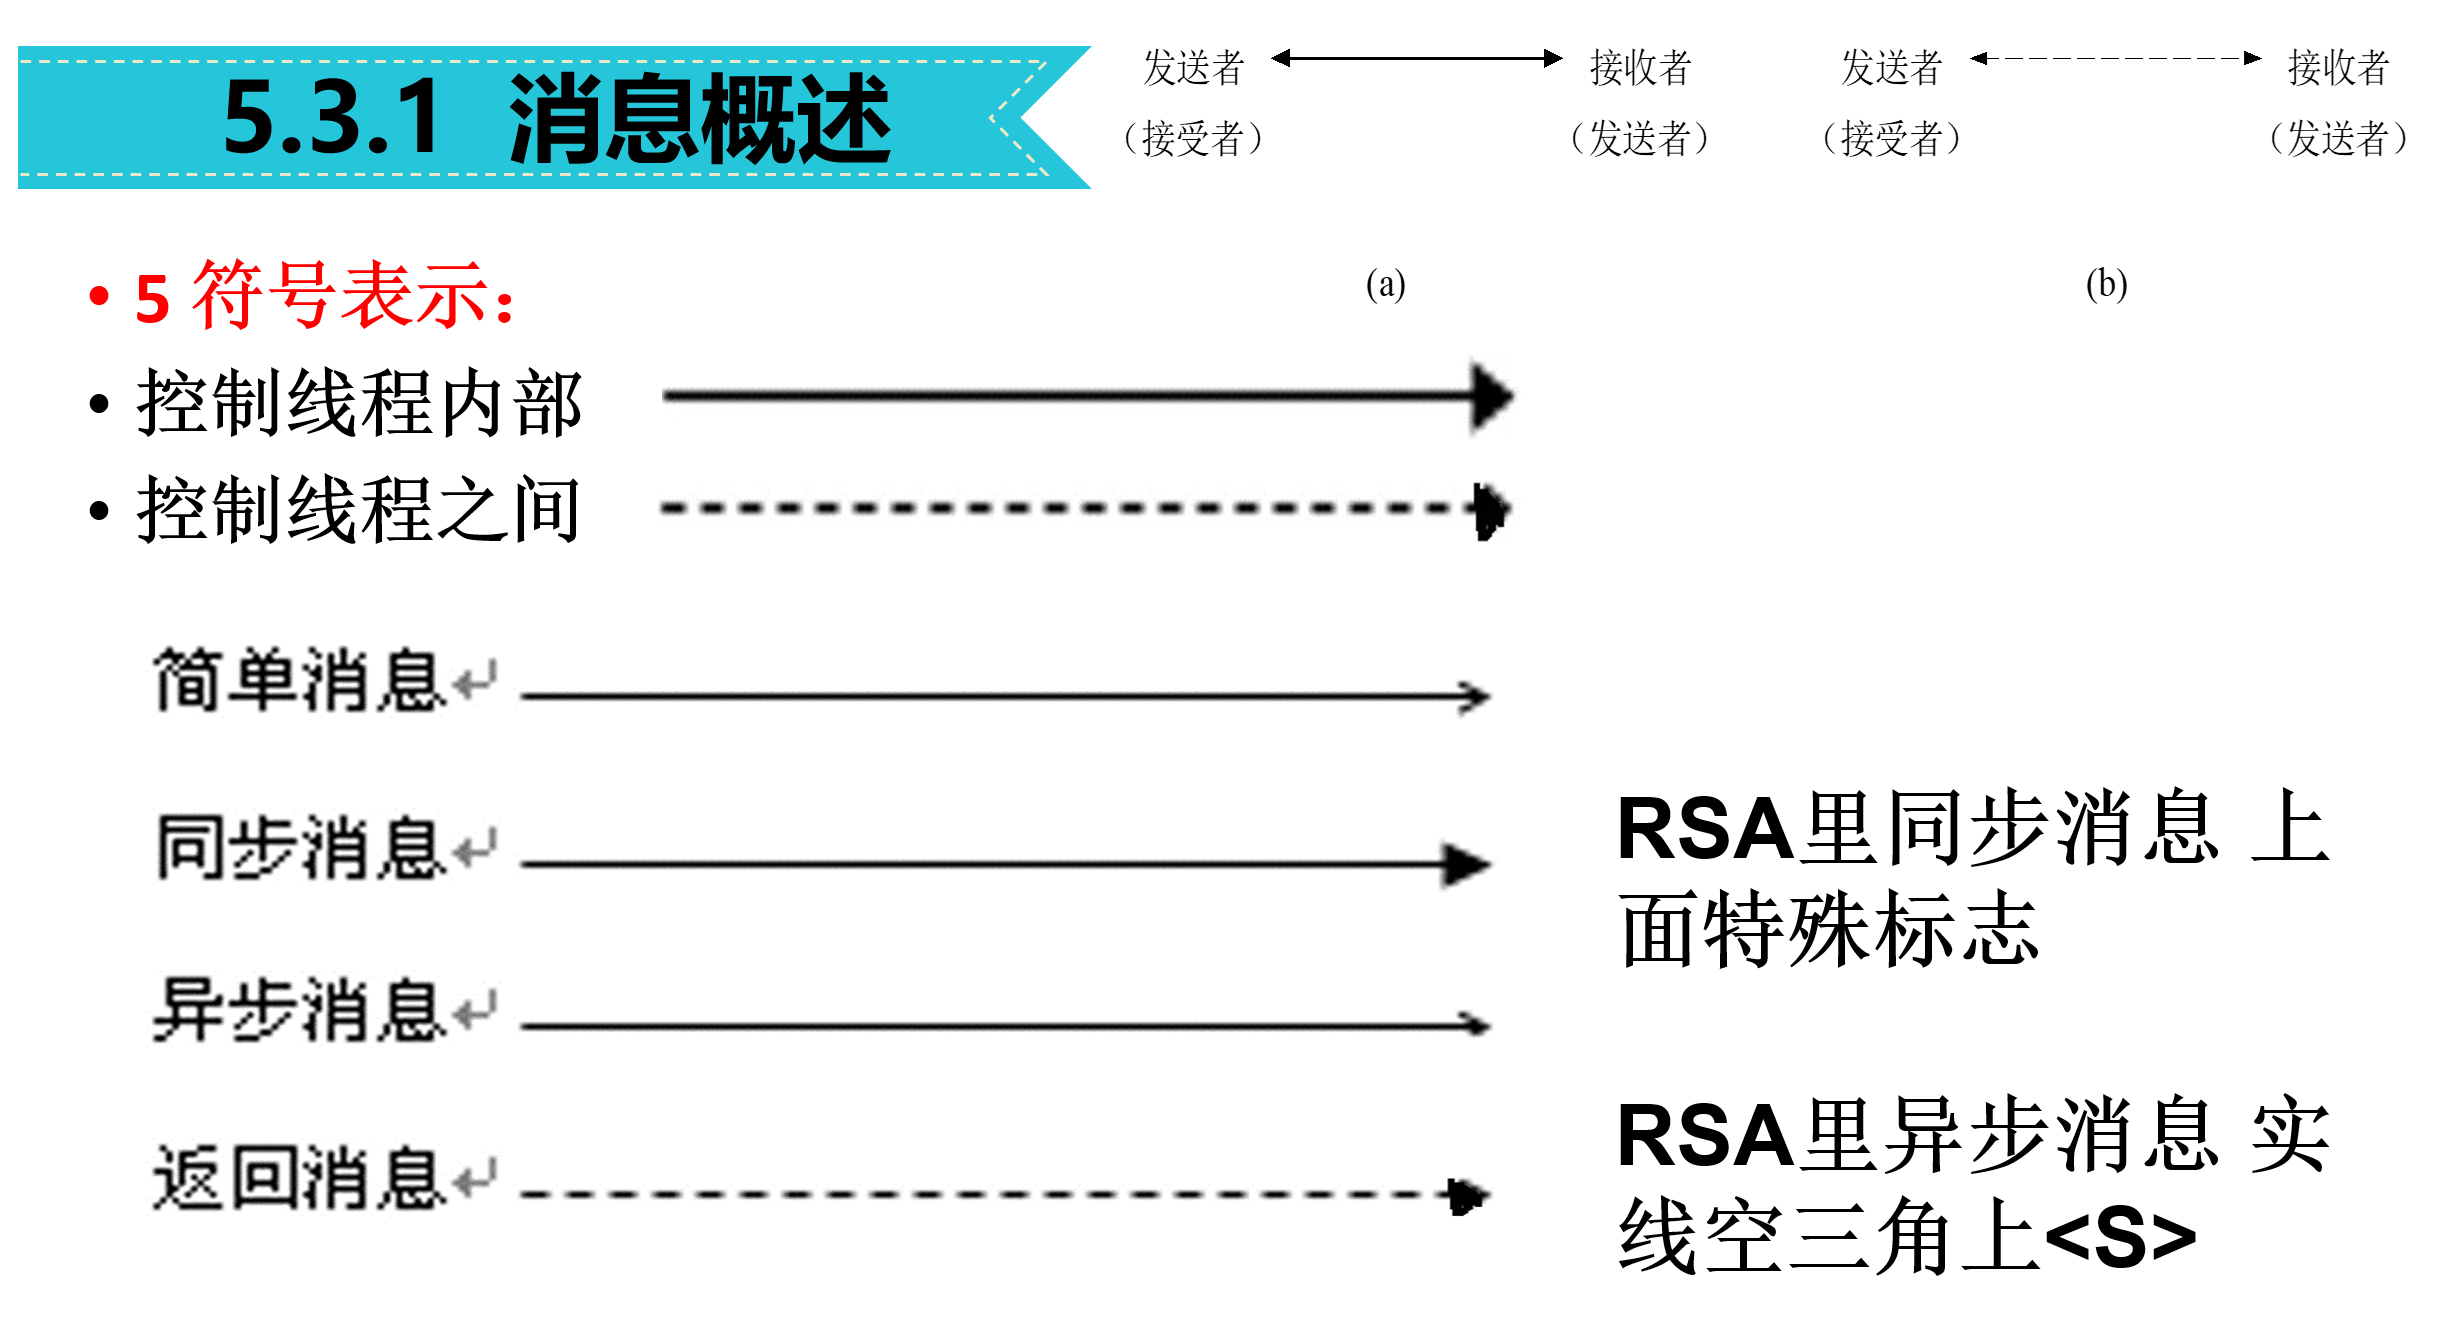 5.3.1 消息概述
发送者 接收者 发送者 接收者
（接受者） （发送者） （接受者） （发送者）
(a) (b)
• 5 符号表示：
• 控制线程内部
• 控制线程之间
简单消息↵
同步消息↵
RSA里同步消息 上
面特殊标志
异步消息↵
返回消息↵
RSA里异步消息 实
线空三角上<S>